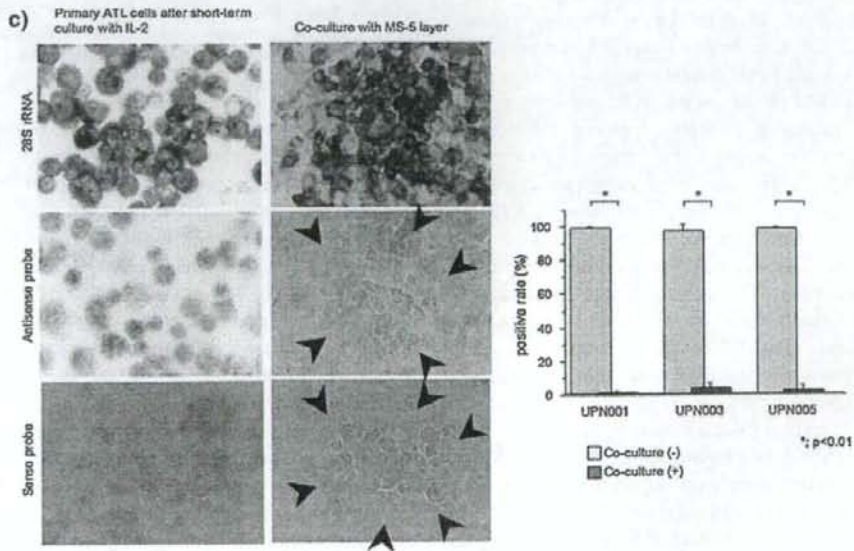 c)
Primary ATL cells after short-term
culture with IL-2
Co-culture with MS-5 layer
28S rRNA
Antisense probe
Sense probe
positive rate (%)
100
80
60
40
20
0
*
*
*
UPN001
UPN003
UPN005
*; p<0.01
Co-culture (-)
Co-culture (+)